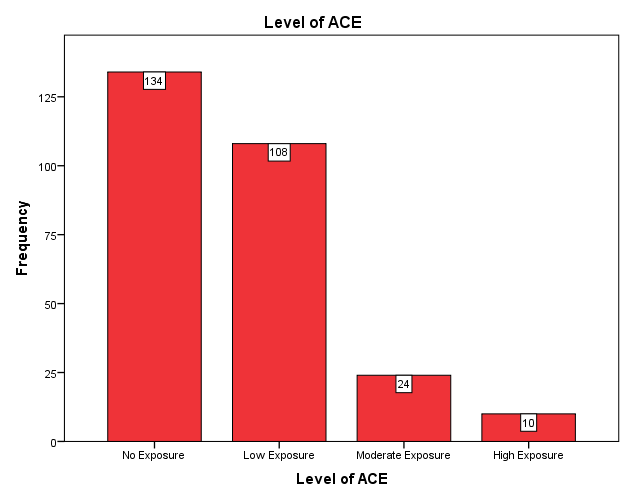 Level of ACE
134
108
24
10
125
100
75
50
25
0
Frequency
No Exposure
Low Exposure
Moderate Exposure
High Exposure
Level of ACE